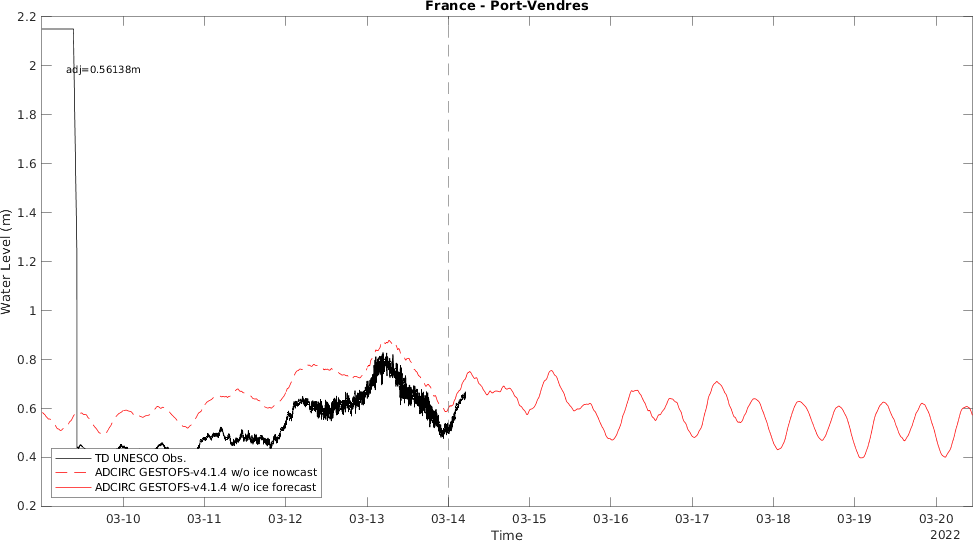 France - Port-Vendres
2.2
2
1.8
1.6
1.4
1.2
1
0.8
0.6
0.4
0.2
Water Level (m)
adj=0.56138m
TD UNESCO Obs.
ADCIRC GESTOFS-v4.1.4 w/o ice nowcast
ADCIRC GESTOFS-v4.1.4 w/o ice forecast
03-10 03-11 03-12 03-13 03-14 03-15 03-16 03-17 03-18 03-19 03-20
2022
Time